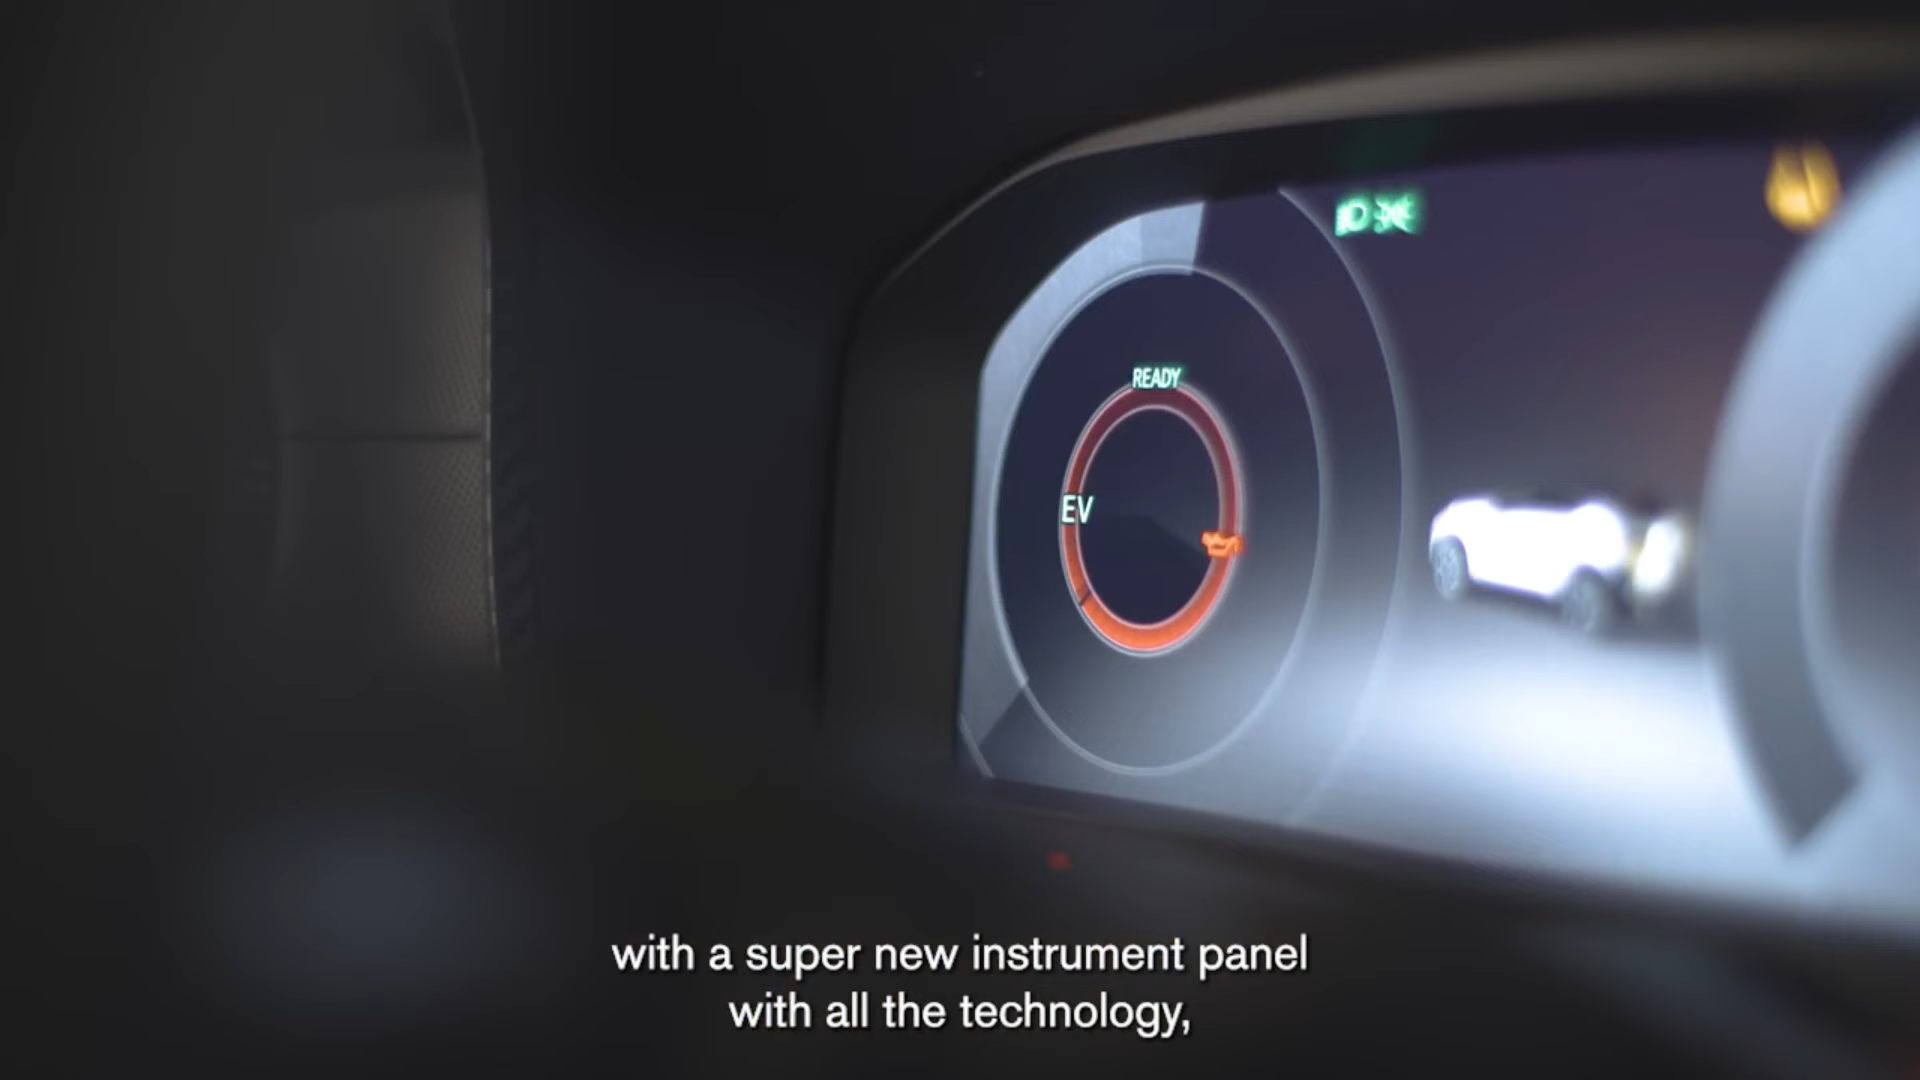 READY
EV
with a super new instrument panel
with all the technology,